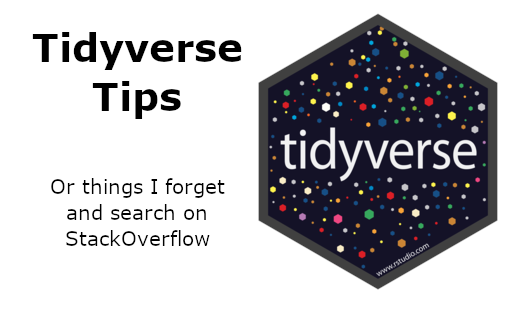 Tidyverse
Tips
Or things I forget
and search on
StackOverflow
tidyverse
www.rstudio.com